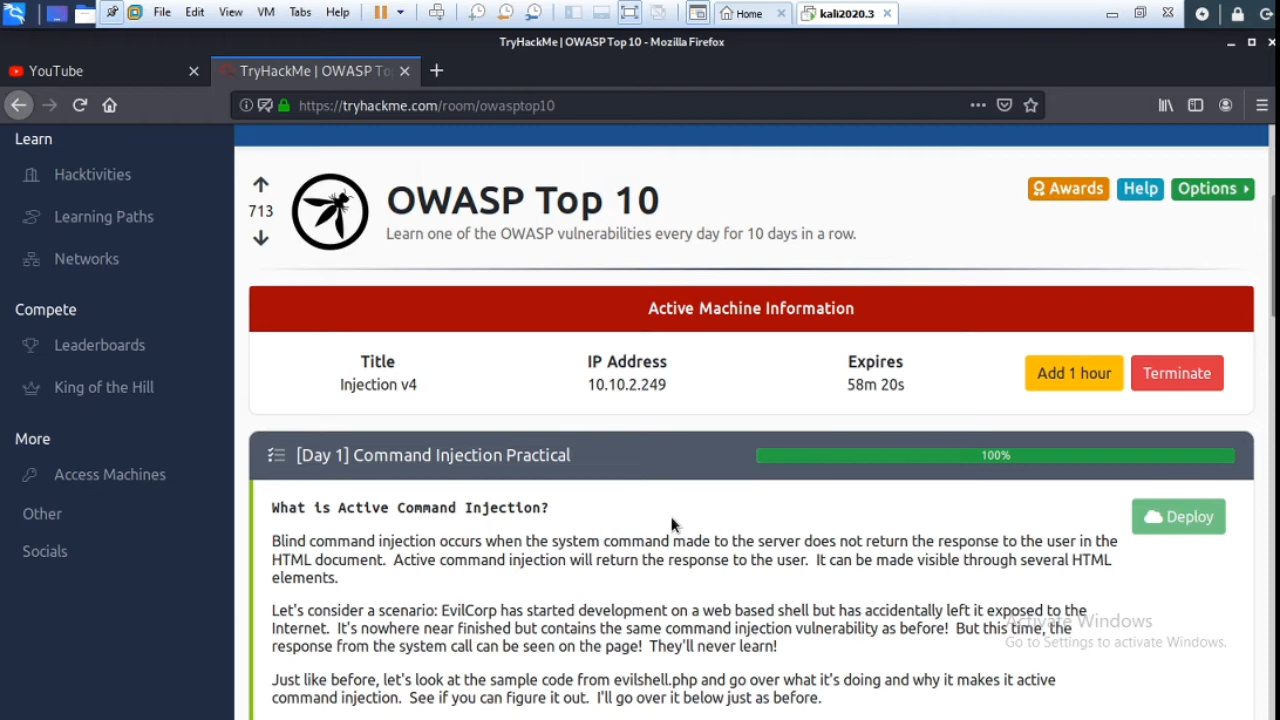 File Edit View VM Tabs Help Home kali2020.3
TryHackMe | OWASP Top 10 - Mozilla Firefox
YouTube TryHackMe | OWASP To
https://tryhackme.com/room/owasptop10
Learn
Hacktivities
Learning Paths
Networks
Compete
Leaderboards
King of the Hill
More
Access Machines
Other
Socials
713
OWASP Top 10
Learn one of the OWASP vulnerabilities every day for 10 days in a row.
Awards Help Options
Active Machine Information
Title IP Address Expires
Injection v4 10.10.2.249 58m 20s
Add 1 hour Terminate
[Day 1] Command Injection Practical 100%
What is Active Command Injection?
Deploy
Blind command injection occurs when the system command made to the server does not return the response to the user in the
HTML document. Active command injection will return the response to the user. It can be made visible through several HTML
elements.
Let's consider a scenario: EvilCorp has started development on a web based shell but has accidentally left it exposed to the
Internet. It's nowhere near finished but contains the same command injection vulnerability as before! But this time, the
response from the system call can be seen on the page! They'll never learn!
Just like before, let's look at the sample code from evilshell.php and go over what it's doing and why it makes it active
command injection. See if you can figure it out. I'll go over it below just as before.
Activate Windows
Go to Settings to activate Windows.